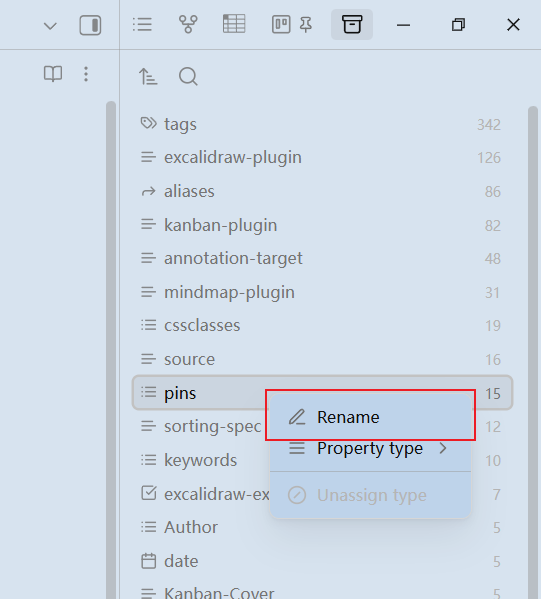 tags 342
excalidraw-plugin 126
aliases 86
kanban-plugin 82
annotation-target 48
mindmap-plugin 31
cssclasses 19
source 16
pins 15
Rename
sorting-spec 12
Property type
keywords 10
excalidraw-ex 7
Unassign type
Author 5
date 5
Kanban-Cover